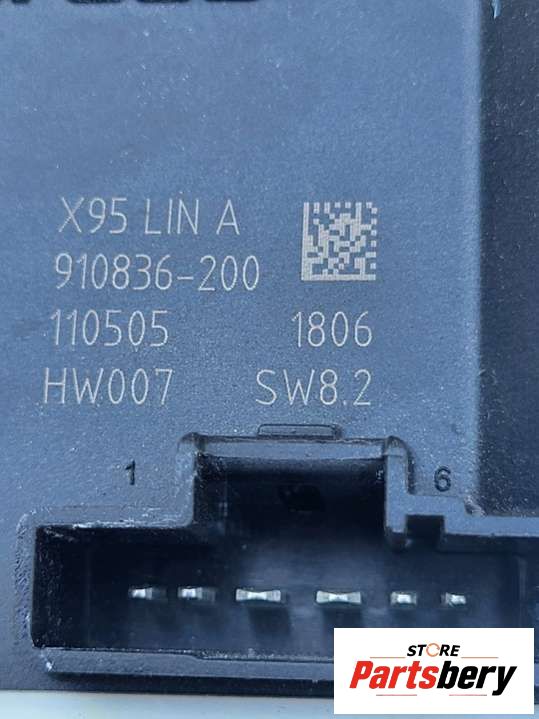 X95 LIN A
910836-200
110505 1806
HW007 SW8.2
1 6
STORE
Partsbery